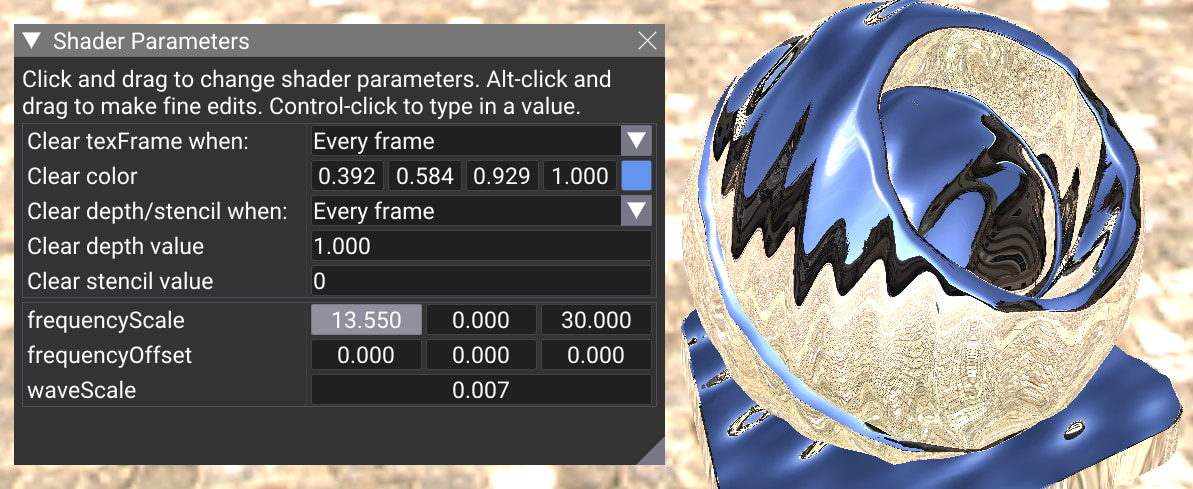 Shader Parameters
Click and drag to change shader parameters. Alt-click and
drag to make fine edits. Control-click to type in a value.
Clear texFrame when: Every frame
Clear color 0.392 0.584 0.929 1.000
Clear depth/stencil when: Every frame
Clear depth value 1.000
Clear stencil value 0
frequencyScale 13.550 0.000 30.000
frequencyOffset 0.000 0.000 0.000
waveScale 0.007